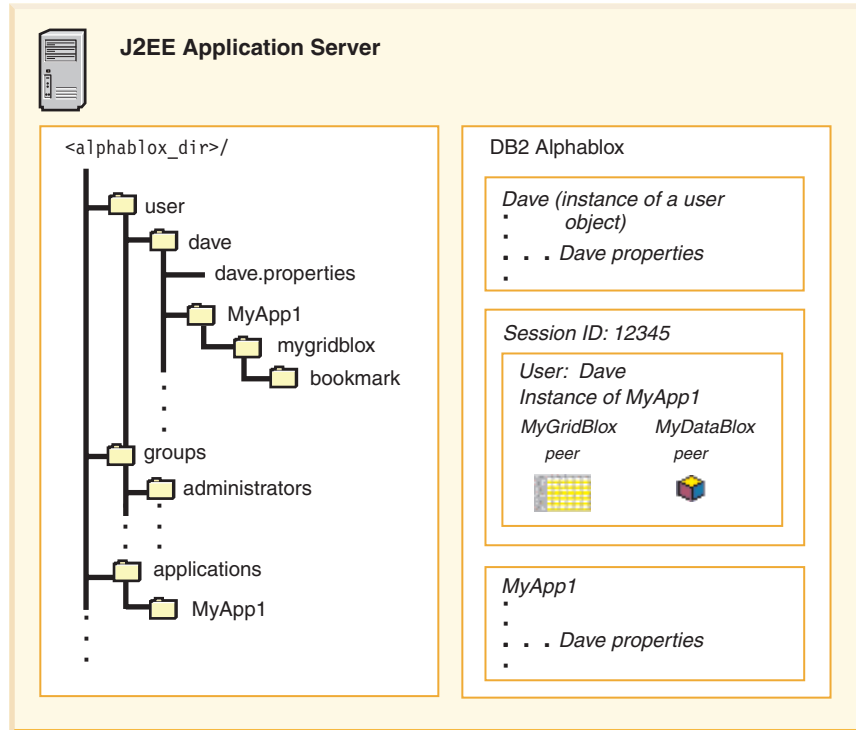 J2EE Application Server
<alphablox_dir>/
user
dave
dave.properties
MyApp1
mygridblox
bookmark
groups
administrators
applications
MyApp1
DB2 Alphablox
Dave (instance of a user
object)
Dave properties
Session ID: 12345
User: Dave
Instance of MyApp1
MyGridBlox MyDataBlox
peer peer
MyApp1
Dave properties